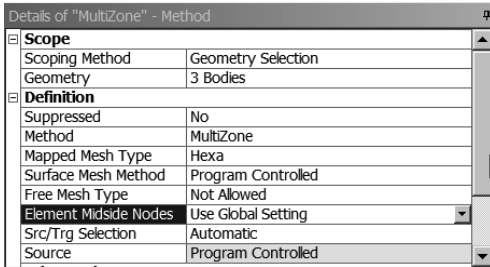 Details of "MultiZone" - Method
Scope
Scoping Method Geometry Selection
Geometry 3 Bodies
Definition
Suppressed No
Method MultiZone
Mapped Mesh Type Hexa
Surface Mesh Method Program Controlled
Free Mesh Type Not Allowed
Element Midside Nodes Use Global Setting
Src/Trg Selection Automatic
Source Program Controlled